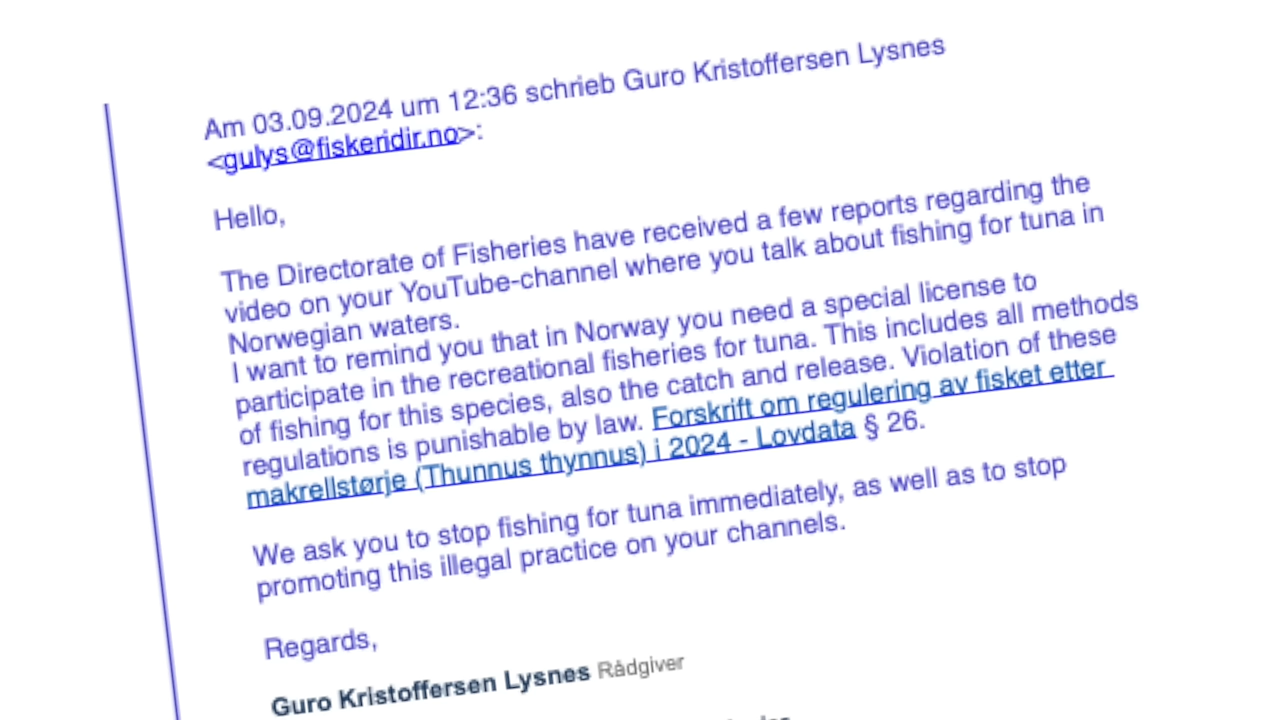 Am 03.09.2024 um 12:36 schrieb Guro Kristoffersen Lysnes
<gulys@fiskeridir.no>:
Hello,
The Directorate of Fisheries have received a few reports regarding the
video on your YouTube-channel where you talk about fishing for tuna in
Norwegian waters.
I want to remind you that in Norway you need a special license to
participate in the recreational fisheries for tuna. This includes all methods
of fishing for this species, also the catch and release. Violation of these
regulations is punishable by law. Forskrift om regulering av fisket etter
makrellstørje (Thunnus thynnus) i 2024 - Lovdata § 26.
We ask you to stop fishing for tuna immediately, as well as to stop
promoting this illegal practice on your channels.
Regards,
Guro Kristoffersen Lysnes Rådgiver